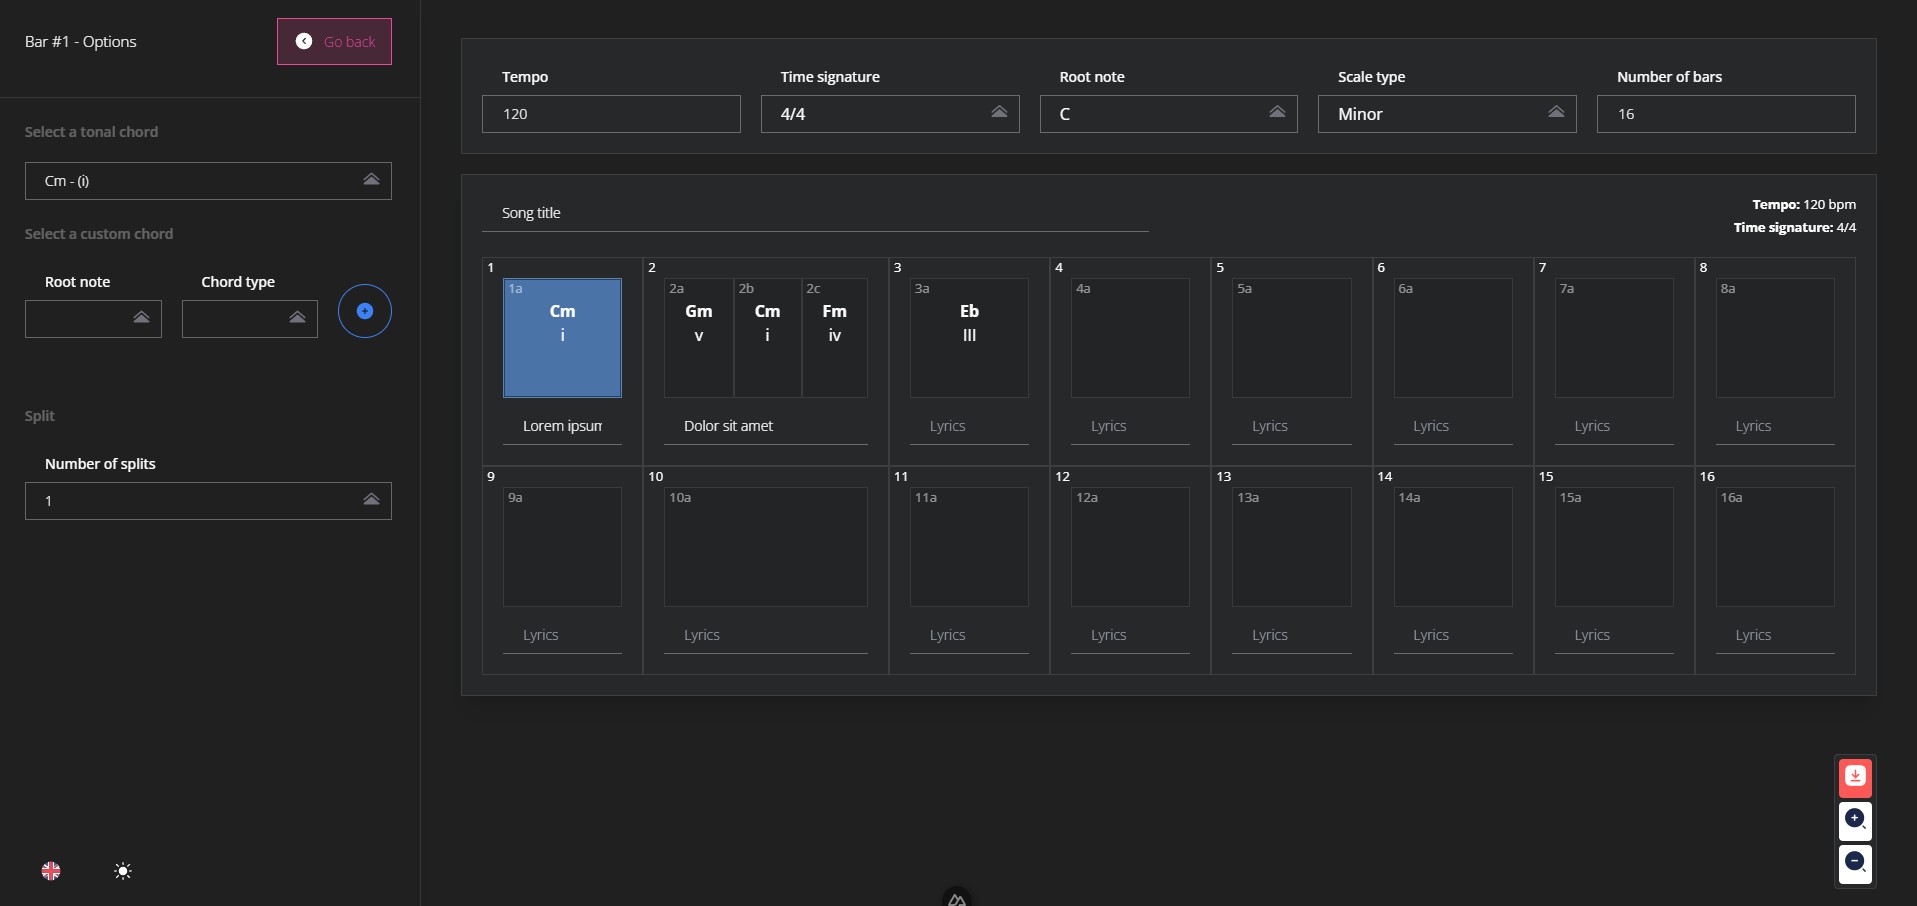 Bar #1 - Options
Go back
Select a tonal chord
Cm - (i)
Select a custom chord
Root note
Chord type
Split
Number of splits
1
Tempo
Time signature
Root note
Scale type
Number of bars
120
4/4
C
Minor
16
Song title
Tempo: 120 bpm
Time signature: 4/4
1
2
3
4
5
6
7
8
1a
2a
2b
2c
3a
4a
5a
6a
7a
8a
Cm
Gm
Cm
Fm
Eb
i
v
i
iv
III
Lorem ipsum
Dolor sit amet
Lyrics
Lyrics
Lyrics
Lyrics
Lyrics
Lyrics
9
10
11
12
13
14
15
16
9a
10a
11a
12a
13a
14a
15a
16a
Lyrics
Lyrics
Lyrics
Lyrics
Lyrics
Lyrics
Lyrics
Lyrics